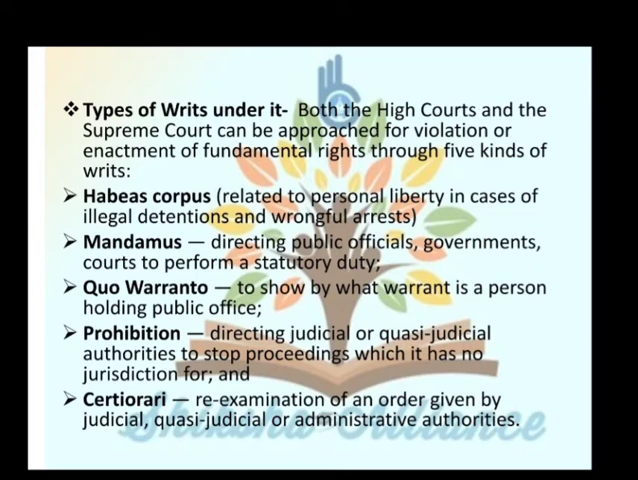 ❖ Types of Writs under it- Both the High Courts and the
Supreme Court can be approached for violation or
enactment of fundamental rights through five kinds of
writs:
➢ Habeas corpus (related to personal liberty in cases of
illegal detentions and wrongful arrests)
➢ Mandamus — directing public officials, governments,
courts to perform a statutory duty;
➢ Quo Warranto — to show by what warrant is a person
holding public office;
➢ Prohibition — directing judicial or quasi-judicial
authorities to stop proceedings which it has no
jurisdiction for; and
➢ Certiorari — re-examination of an order given by
judicial, quasi-judicial or administrative authorities.
Shiksha-Alliance